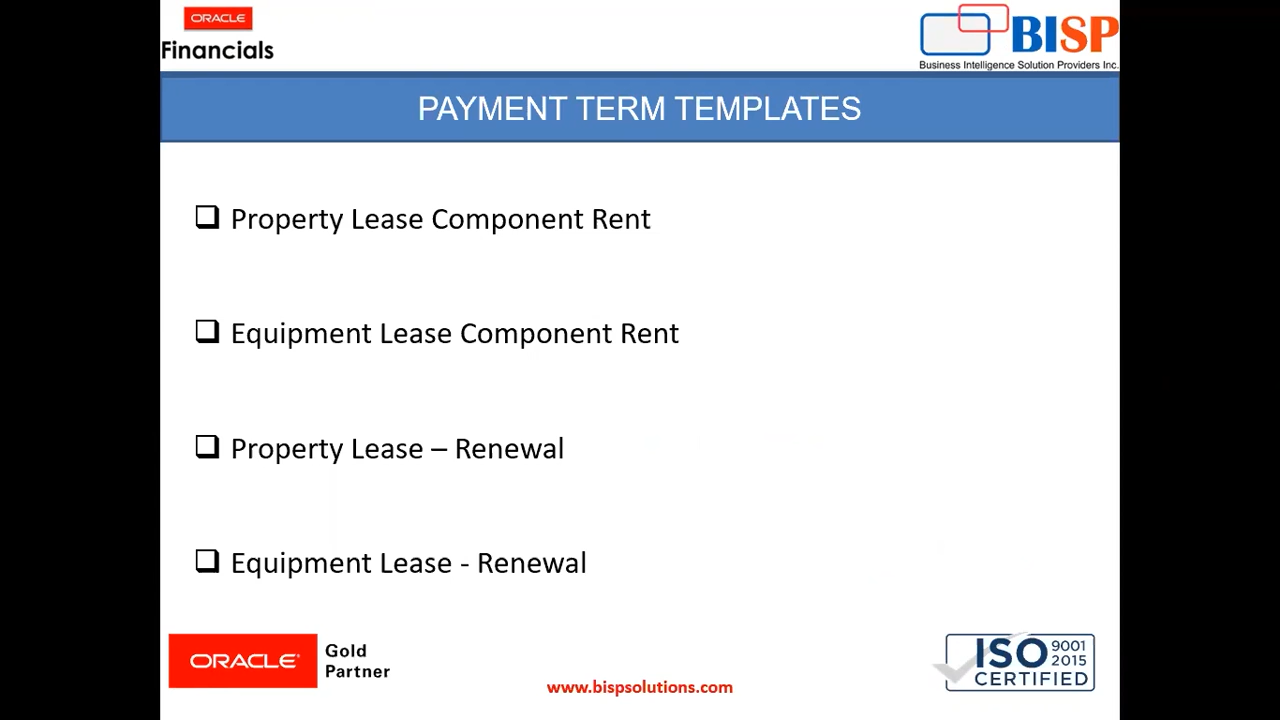 ORACLE
Financials
BISP
Business Intelligence Solution Providers Inc.
PAYMENT TERM TEMPLATES
❑ Property Lease Component Rent
❑ Equipment Lease Component Rent
❑ Property Lease – Renewal
❑ Equipment Lease - Renewal
ORACLE®
Gold
Partner
www.bispsolutions.com
ISO 9001
2015
CERTIFIED